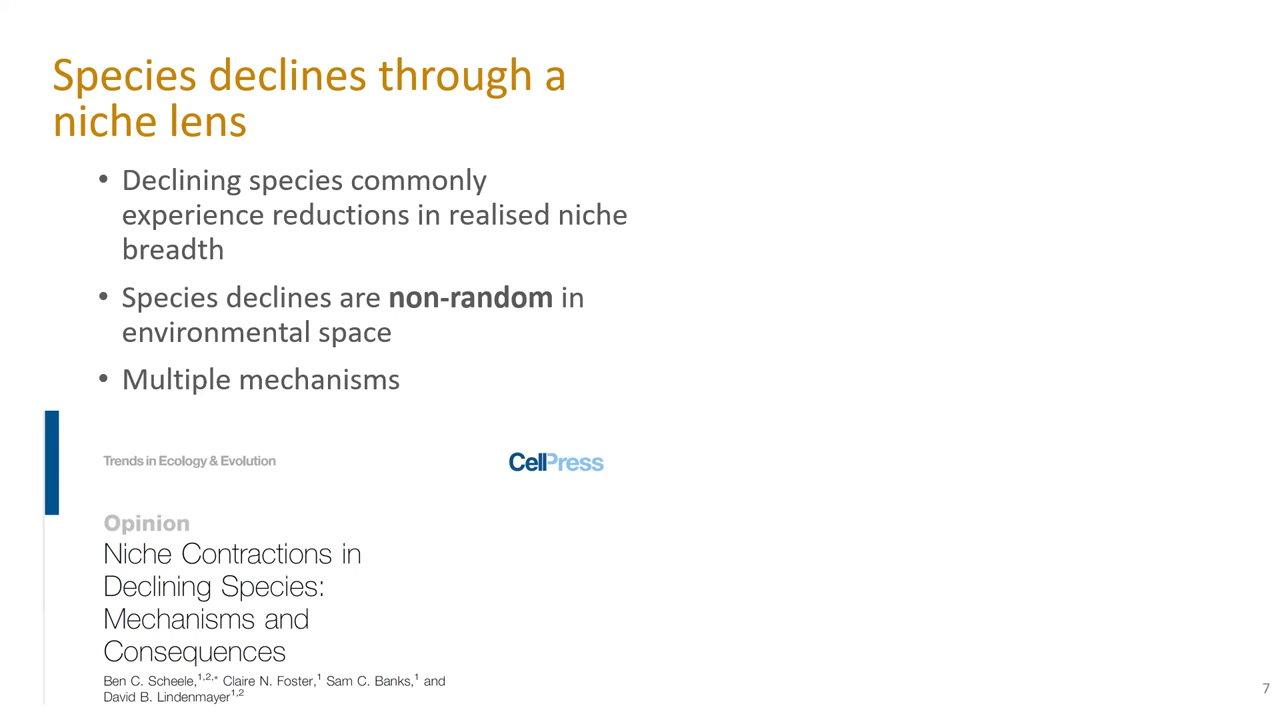 Species declines through a
niche lens
• Declining species commonly
experience reductions in realised niche
breadth
• Species declines are non-random in
environmental space
• Multiple mechanisms
Trends in Ecology & Evolution
CellPress
Opinion
Niche Contractions in
Declining Species:
Mechanisms and
Consequences
Ben C. Scheele,1,2,* Claire N. Foster,1 Sam C. Banks,1 and
David B. Lindenmayer1,2
7